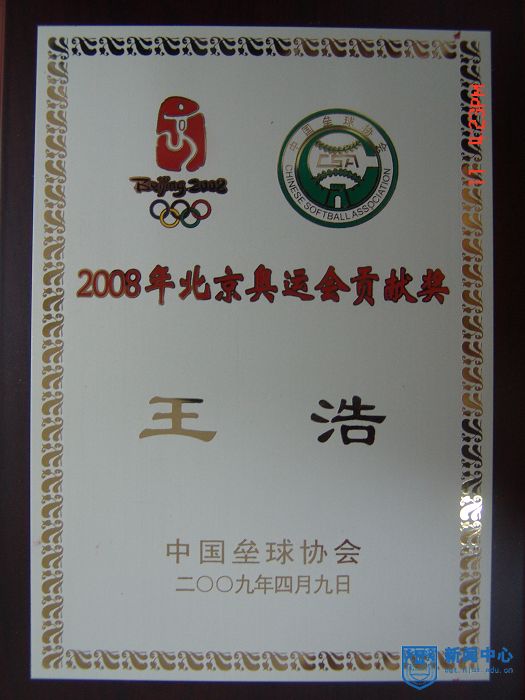 Beijing 2008
中国垒球协会
CSA
CHINESE SOFTBALL ASSOCIATION
2008年北京奥运会贡献奖
王 浩
中国垒球协会
二〇〇九年四月九日
新闻中心